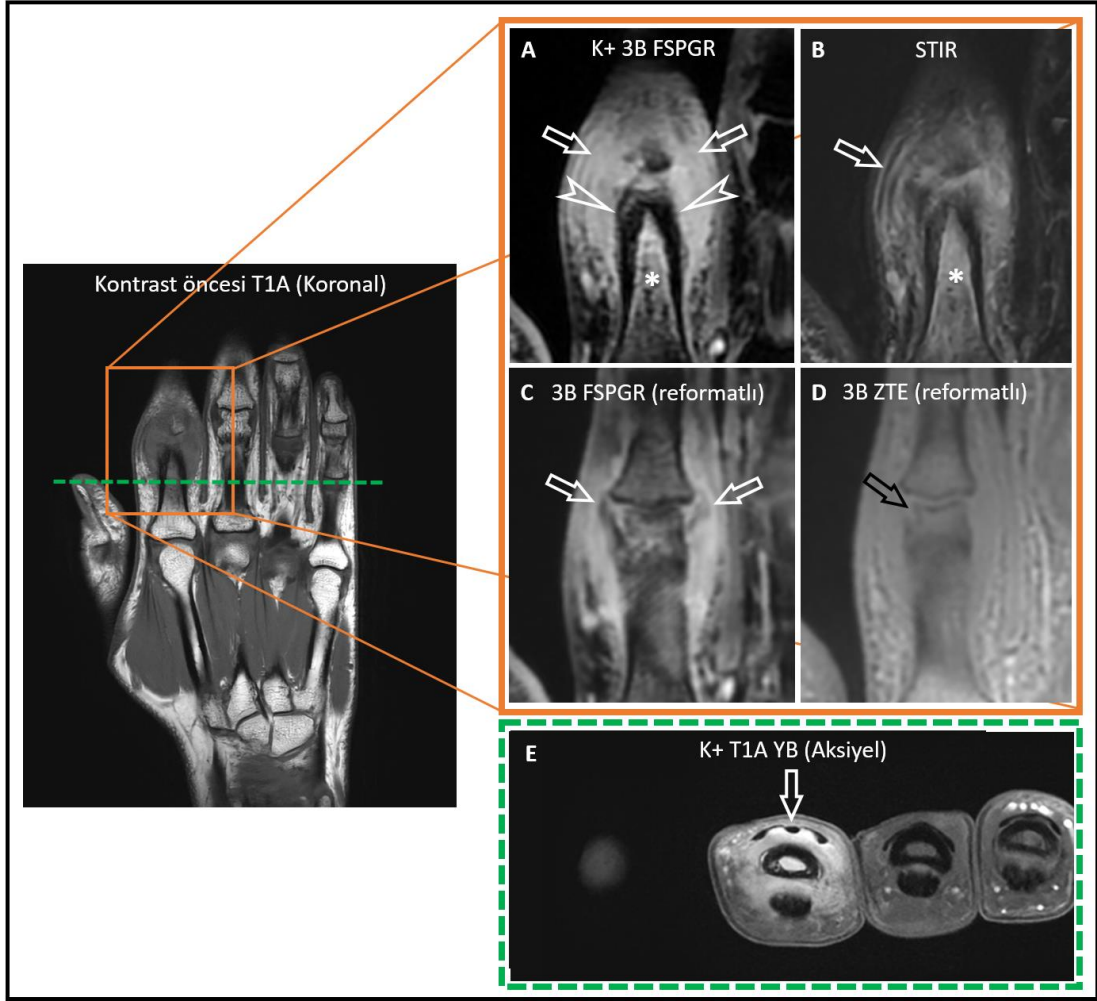 Kontrast öncesi T1A (Koronal)
A K+ 3B FSPGR
*
B STIR
*
C 3B FSPGR (reformatlı)
D 3B ZTE (reformatlı)
E K+ T1A YB (Aksiyel)